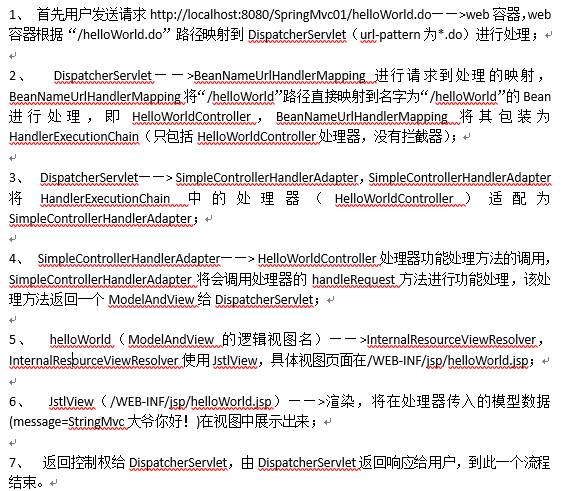 1、 首先用户发送请求 http://localhost:8080/SpringMvc01/helloWorld.do——>web 容器，web
容器根据“/helloWorld.do”路径映射到 DispatcherServlet（url-pattern 为*.do）进行处理；
2、 DispatcherServlet——>BeanNameUrlHandlerMapping 进行请求到处理的映射，
BeanNameUrlHandlerMapping 将“/helloWorld”路径直接映射到名字为“/helloWorld”的 Bean
进行处理，即 HelloWorldController，BeanNameUrlHandlerMapping 将其包装为
HandlerExecutionChain（只包括 HelloWorldController 处理器，没有拦截器）；
3、 DispatcherServlet——> SimpleControllerHandlerAdapter，SimpleControllerHandlerAdapter
将 HandlerExecutionChain 中的处理器（HelloWorldController）适配为
SimpleControllerHandlerAdapter；
4、 SimpleControllerHandlerAdapter——> HelloWorldController 处理器功能处理方法的调用，
SimpleControllerHandlerAdapter 将会调用处理器的 handleRequest 方法进行功能处理，该处
理方法返回一个 ModelAndView 给 DispatcherServlet；
5、 helloWorld（ModelAndView 的逻辑视图名）——>InternalResourceViewResolver，
InternalResourceViewResolver 使用 JstlView，具体视图页面在/WEB-INF/jsp/helloWorld.jsp；
6、 JstlView（/WEB-INF/jsp/helloWorld.jsp）——>渲染，将在处理器传入的模型数据
(message=StringMvc 大爷你好！)在视图中展示出来；
7、 返回控制权给 DispatcherServlet，由 DispatcherServlet 返回响应给用户，到此一个流程
结束。